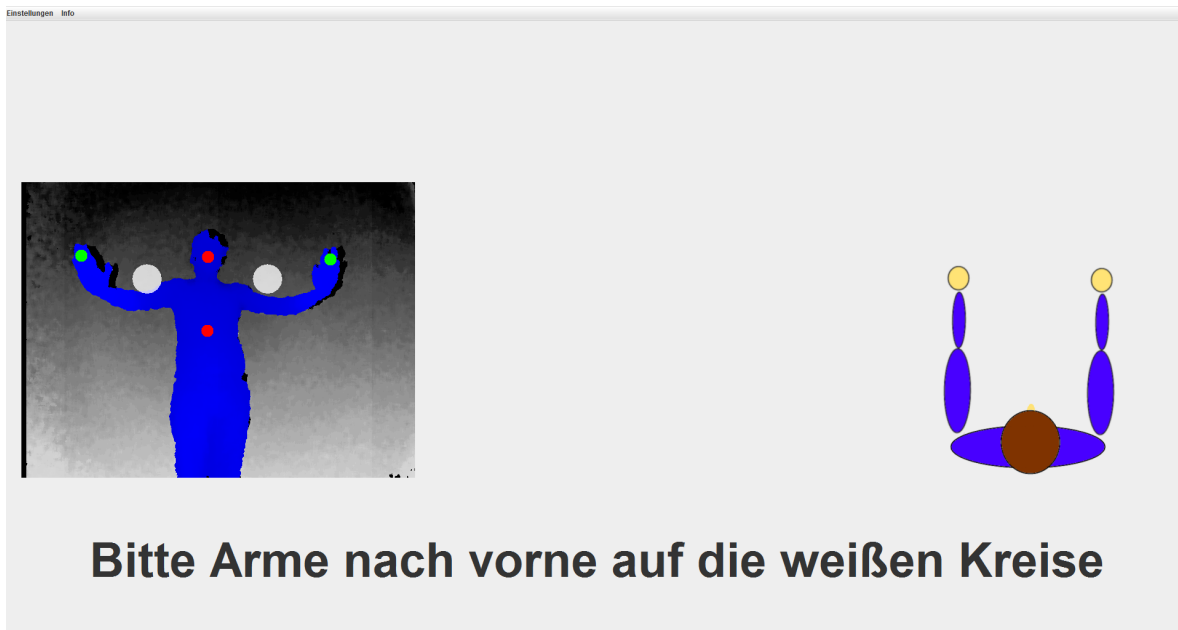 Einstellungen Info
Bitte Arme nach vorne auf die weißen Kreise